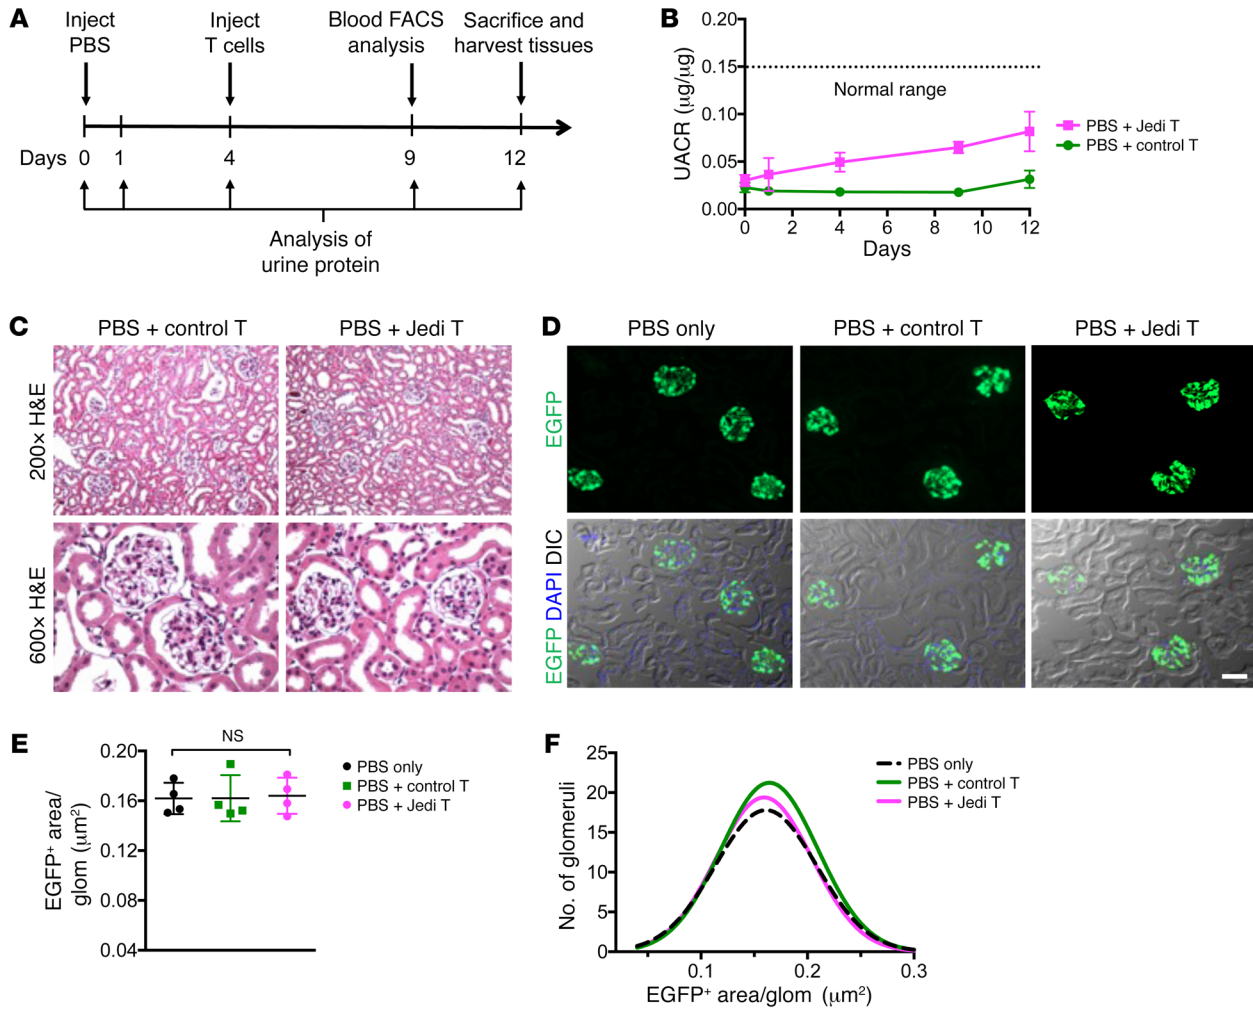 A
Inject
PBS
Inject
T cells
Blood FACS
analysis
Sacrifice and
harvest tissues
Days 0 1 4 9 12
Analysis of
urine protein
B
UACR (µg/µg)
0.20
0.15
0.10
0.05
0.00
Normal range
0 2 4 6 8 10 12
Days
PBS + Jedi T
PBS + control T
C
PBS + control T
PBS + Jedi T
200× H&E
600× H&E
D
PBS only
PBS + control T
PBS + Jedi T
EGFP
EGFP DAPI DIC
E
EGFP⁺ area/
glom (µm²)
0.20
0.16
0.12
0.08
0.04
NS
PBS only
PBS + control T
PBS + Jedi T
F
No. of glomeruli
25
20
15
10
5
0
0.1 0.2 0.3
EGFP⁺ area/glom (µm²)
PBS only
PBS + control T
PBS + Jedi T